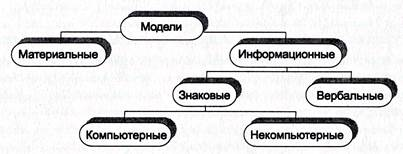 Модели
Материальные
Информационные
Знаковые
Вербальные
Компьютерные
Некомпьютерные